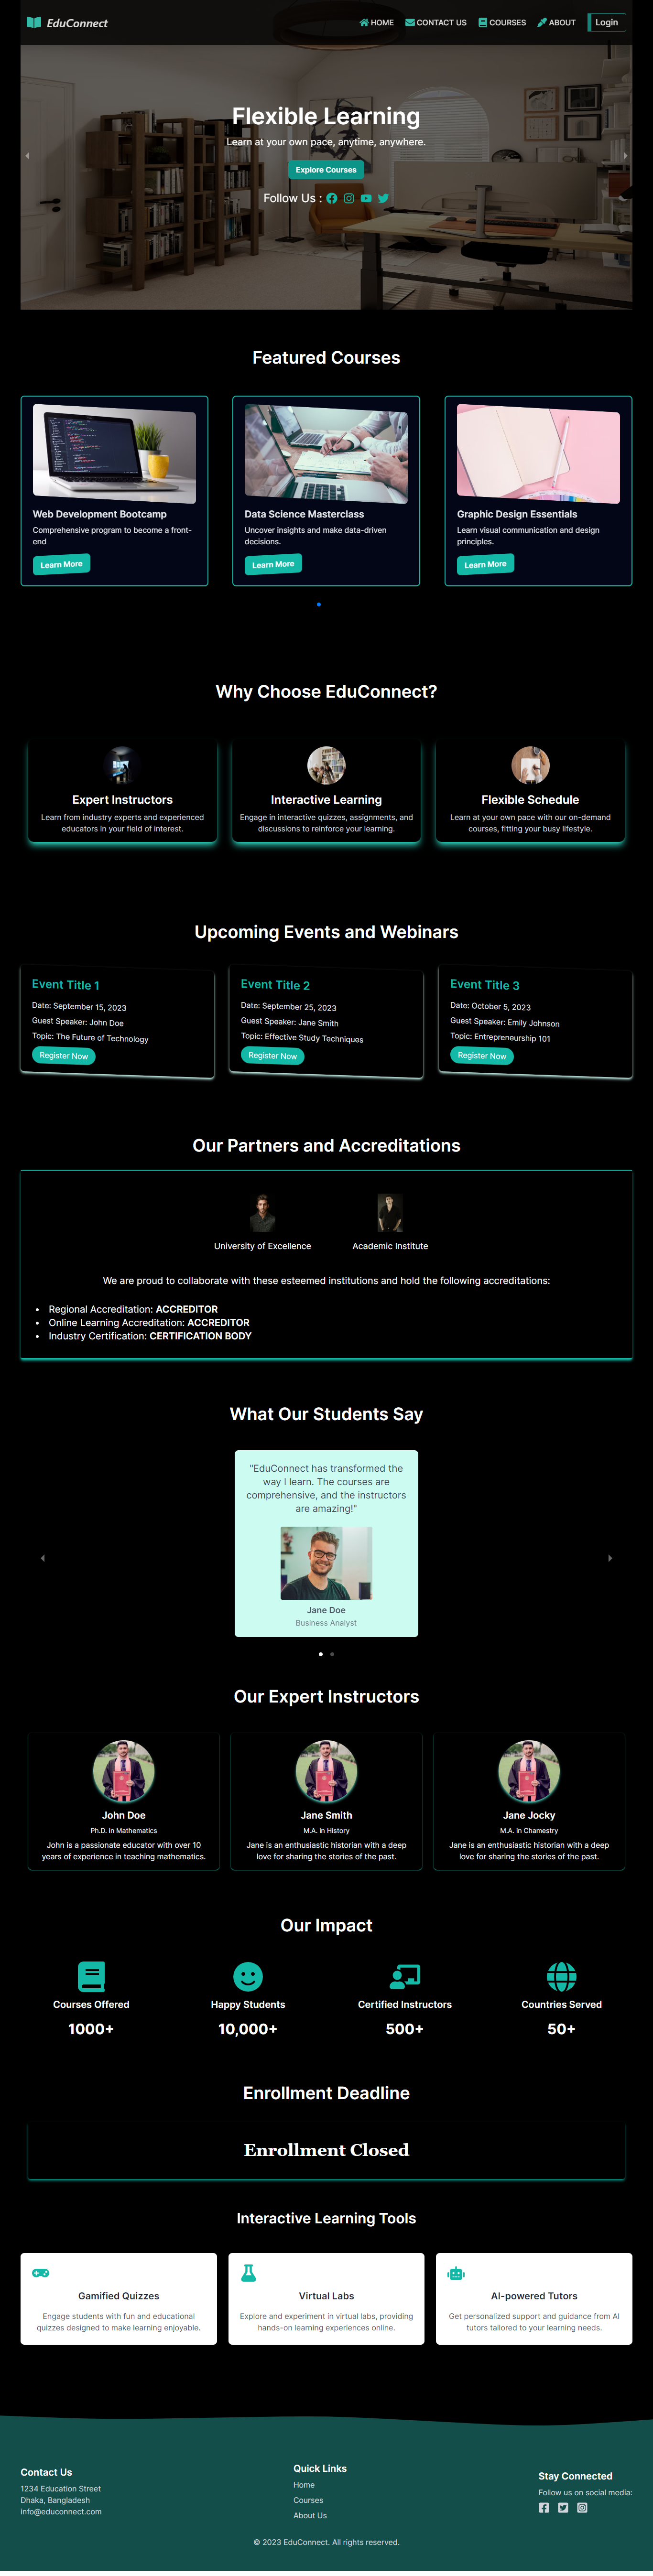 EduConnect
HOME
CONTACT US
COURSES
ABOUT
Login
Flexible Learning
Learn at your own pace, anytime, anywhere.
Explore Courses
Follow Us :
Featured Courses
Web Development Bootcamp
Comprehensive program to become a front-
end
Learn More
Data Science Masterclass
Uncover insights and make data-driven
decisions.
Learn More
Graphic Design Essentials
Learn visual communication and design
principles.
Learn More
Why Choose EduConnect?
Expert Instructors
Learn from industry experts and experienced
educators in your field of interest.
Interactive Learning
Engage in interactive quizzes, assignments, and
discussions to reinforce your learning.
Flexible Schedule
Learn at your own pace with our on-demand
courses, fitting your busy lifestyle.
Upcoming Events and Webinars
Event Title 1
Date: September 15, 2023
Guest Speaker: John Doe
Topic: The Future of Technology
Register Now
Event Title 2
Date: September 25, 2023
Guest Speaker: Jane Smith
Topic: Effective Study Techniques
Register Now
Event Title 3
Date: October 5, 2023
Guest Speaker: Emily Johnson
Topic: Entrepreneurship 101
Register Now
Our Partners and Accreditations
University of Excellence
Academic Institute
We are proud to collaborate with these esteemed institutions and hold the following accreditations:
• Regional Accreditation: ACCREDITOR
• Online Learning Accreditation: ACCREDITOR
• Industry Certification: CERTIFICATION BODY
What Our Students Say
"EduConnect has transformed the
way I learn. The courses are
comprehensive, and the instructors
are amazing!"
Jane Doe
Business Analyst
Our Expert Instructors
John Doe
Ph.D. in Mathematics
John is a passionate educator with over 10
years of experience in teaching mathematics.
Jane Smith
M.A. in History
Jane is an enthusiastic historian with a deep
love for sharing the stories of the past.
Jane Jocky
M.A. in Chamestry
Jane is an enthusiastic historian with a deep
love for sharing the stories of the past.
Our Impact
Courses Offered
1000+
Happy Students
10,000+
Certified Instructors
500+
Countries Served
50+
Enrollment Deadline
Enrollment Closed
Interactive Learning Tools
Gamified Quizzes
Engage students with fun and educational
quizzes designed to make learning enjoyable.
Virtual Labs
Explore and experiment in virtual labs, providing
hands-on learning experiences online.
AI-powered Tutors
Get personalized support and guidance from AI
tutors tailored to your learning needs.
Contact Us
1234 Education Street
Dhaka, Bangladesh
info@educonnect.com
Quick Links
Home
Courses
About Us
Stay Connected
Follow us on social media:
© 2023 EduConnect. All rights reserved.